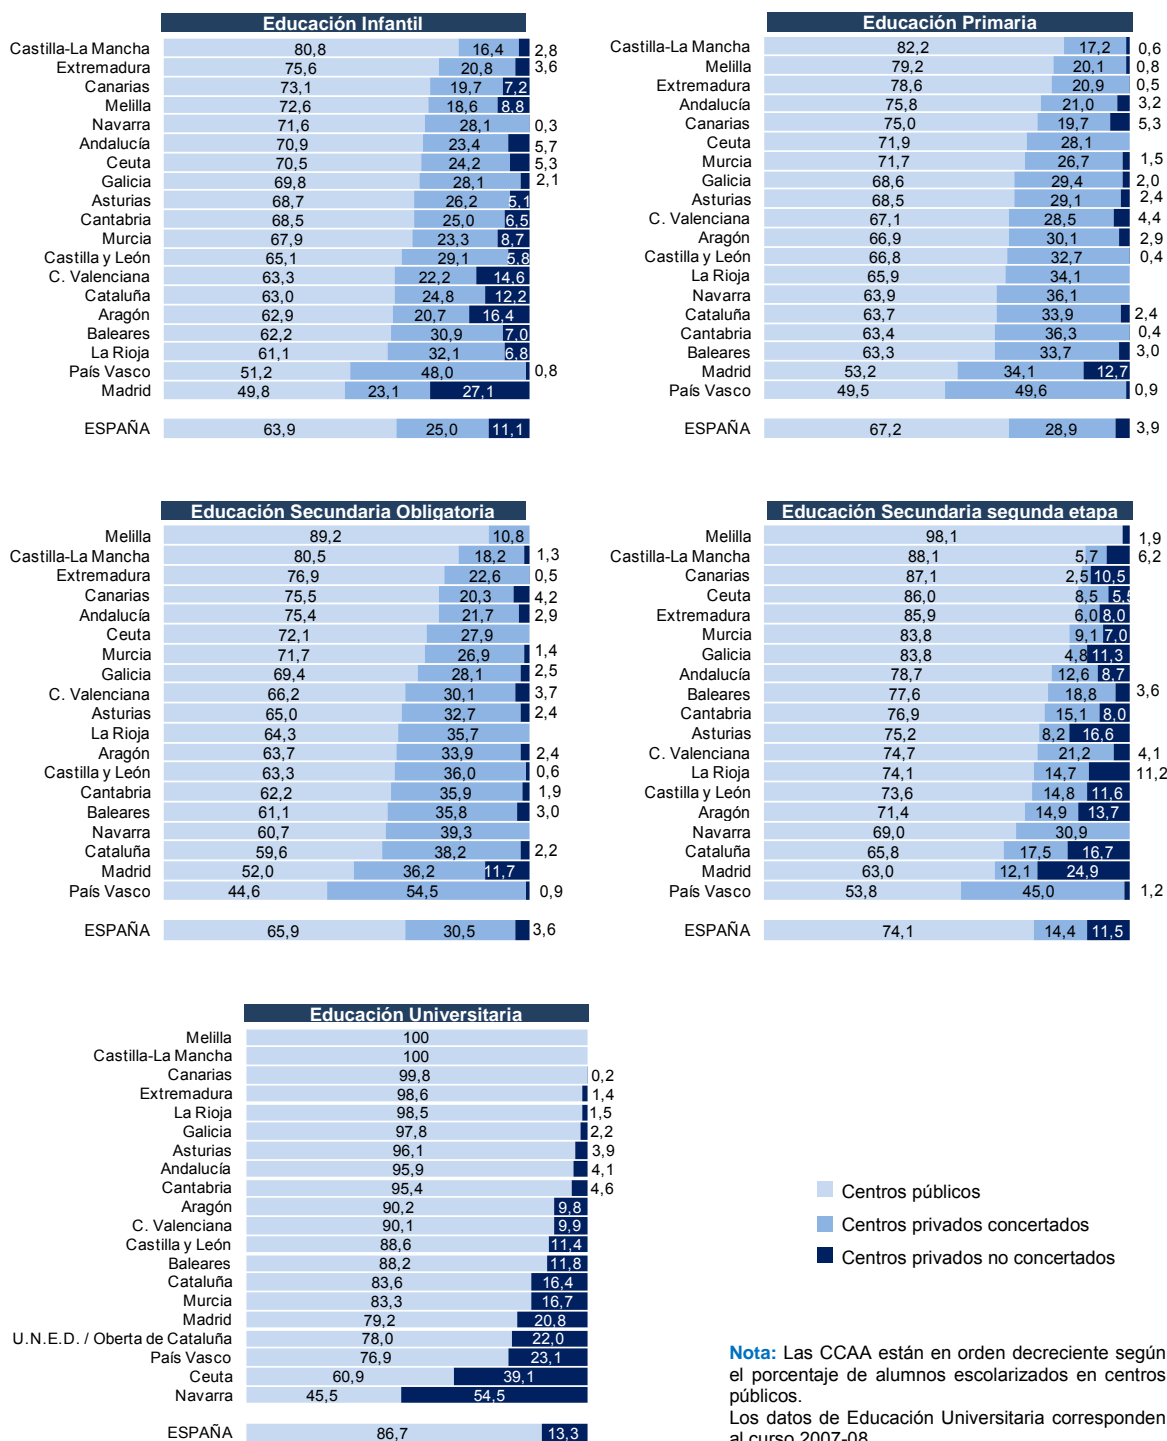 Educación Infantil
Castilla-La Mancha 80,8 16,4 2,8
Extremadura 75,6 20,8 3,6
Canarias 73,1 19,7 7,2
Melilla 72,6 18,6 8,8
Navarra 71,6 28,1 0,3
Andalucía 70,9 23,4 5,7
Ceuta 70,5 24,2 5,3
Galicia 69,8 28,1 2,1
Asturias 68,7 26,2 5,1
Cantabria 68,5 25,0 6,5
Murcia 67,9 23,3 8,7
Castilla y León 65,1 29,1 5,8
C. Valenciana 63,3 22,2 14,6
Cataluña 63,0 24,8 12,2
Aragón 62,9 20,7 16,4
Baleares 62,2 30,9 7,0
La Rioja 61,1 32,1 6,8
País Vasco 51,2 48,0 0,8
Madrid 49,8 23,1 27,1
ESPAÑA 63,9 25,0 11,1
Educación Primaria
Castilla-La Mancha 82,2 17,2 0,6
Melilla 79,2 20,1 0,8
Extremadura 78,6 20,9 0,5
Andalucía 75,8 21,0 3,2
Canarias 75,0 19,7 5,3
Ceuta 71,9 28,1
Murcia 71,7 26,7 1,5
Galicia 68,6 29,4 2,0
Asturias 68,5 29,1 2,4
C. Valenciana 67,1 28,5 4,4
Aragón 66,9 30,1 2,9
Castilla y León 66,8 32,7 0,4
La Rioja 65,9 34,1
Navarra 63,9 36,1
Cataluña 63,7 33,9 2,4
Cantabria 63,4 36,3 0,4
Baleares 63,3 33,7 3,0
Madrid 53,2 34,1 12,7
País Vasco 49,5 49,6 0,9
ESPAÑA 67,2 28,9 3,9
Educación Secundaria Obligatoria
Melilla 89,2 10,8
Castilla-La Mancha 80,5 18,2 1,3
Extremadura 76,9 22,6 0,5
Canarias 75,5 20,3 4,2
Andalucía 75,4 21,7 2,9
Ceuta 72,1 27,9
Murcia 71,7 26,9 1,4
Galicia 69,4 28,1 2,5
C. Valenciana 66,2 30,1 3,7
Asturias 65,0 32,7 2,4
La Rioja 64,3 35,7
Aragón 63,7 33,9 2,4
Castilla y León 63,3 36,0 0,6
Cantabria 62,2 35,9 1,9
Baleares 61,1 35,8 3,0
Navarra 60,7 39,3
Cataluña 59,6 38,2 2,2
Madrid 52,0 36,2 11,7
País Vasco 44,6 54,5 0,9
ESPAÑA 65,9 30,5 3,6
Educación Secundaria segunda etapa
Melilla 98,1 1,9
Castilla-La Mancha 88,1 5,7 6,2
Canarias 87,1 2,5 10,5
Ceuta 86,0 8,5 5,5
Extremadura 85,9 6,0 8,0
Murcia 83,8 9,1 7,0
Galicia 83,8 4,8 11,3
Andalucía 78,7 12,6 8,7
Baleares 77,6 18,8 3,6
Cantabria 76,9 15,1 8,0
Asturias 75,2 8,2 16,6
C. Valenciana 74,7 21,2 4,1
La Rioja 74,1 14,7 11,2
Castilla y León 73,6 14,8 11,6
Aragón 71,4 14,9 13,7
Navarra 69,0 30,9
Cataluña 65,8 17,5 16,7
Madrid 63,0 12,1 24,9
País Vasco 53,8 45,0 1,2
ESPAÑA 74,1 14,4 11,5
Educación Universitaria
Melilla 100
Castilla-La Mancha 100
Canarias 99,8 0,2
Extremadura 98,6 1,4
La Rioja 98,5 1,5
Galicia 97,8 2,2
Asturias 96,1 3,9
Andalucía 95,9 4,1
Cantabria 95,4 4,6
Aragón 90,2 9,8
C. Valenciana 90,1 9,9
Castilla y León 88,6 11,4
Baleares 88,2 11,8
Cataluña 83,6 16,4
Murcia 83,3 16,7
Madrid 79,2 20,8
U.N.E.D. / Oberta de Cataluña 78,0 22,0
País Vasco 76,9 23,1
Ceuta 60,9 39,1
Navarra 45,5 54,5
ESPAÑA 86,7 13,3
Centros públicos
Centros privados concertados
Centros privados no concertados
Nota: Las CCAA están en orden decreciente según
el porcentaje de alumnos escolarizados en centros
públicos.
Los datos de Educación Universitaria corresponden
al curso 2007-08